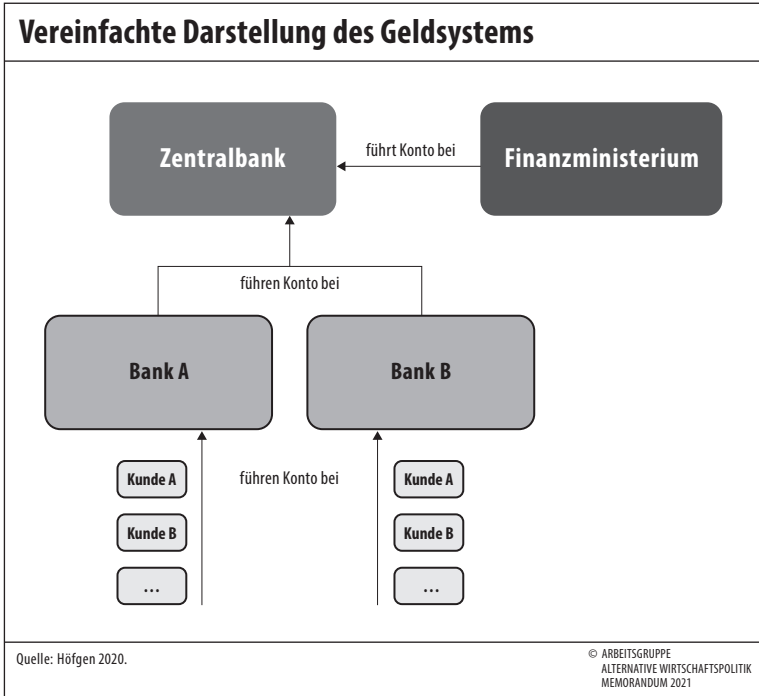 Vereinfachte Darstellung des Geldsystems
Zentralbank
führt Konto bei
Finanzministerium
führen Konto bei
Bank A
Bank B
Kunde A
führen Konto bei
Kunde A
Kunde B
Kunde B
…
…
Quelle: Höfgen 2020.
© ARBEITSGRUPPE
ALTERNATIVE WIRTSCHAFTSPOLITIK
MEMORANDUM 2021